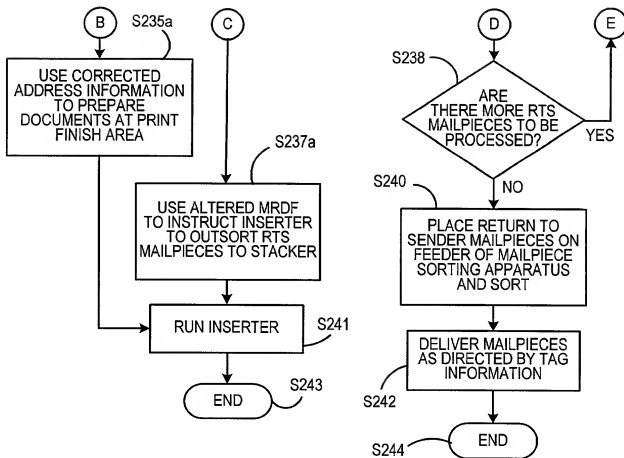 B
S235a
USE CORRECTED
ADDRESS INFORMATION
TO PREPARE
DOCUMENTS AT PRINT
FINISH AREA
C
S237a
USE ALTERED MRDF
TO INSTRUCT INSERTER
TO OUTSORT RTS
MAILPIECES TO STACKER
RUN INSERTER
S241
END
S243
D
E
S238
ARE
THERE MORE RTS
MAILPIECES TO BE
PROCESSED?
YES
NO
S240
PLACE RETURN TO
SENDER MAILPIECES ON
FEEDER OF MAILPIECE
SORTING APPARATUS
AND SORT
DELIVER MAILPIECES
AS DIRECTED BY TAG
INFORMATION
S242
END
S244